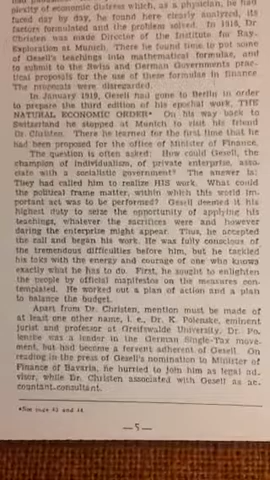 plexity of economic distress which, as a physician, he had
faced day by day, he found here clearly analyzed, its
factors formulated and the problem solved. In 1916, Dr.
Christen was made Director of the Institute for Ray-
Exploration at Munich. There he found time to put some
of Gesell's teachings into mathematical formulas, and
to submit to the Swiss and German Governments prac-
tical proposals for the use of these formulas in finance.
The proposals were disregarded.
In January, 1919, Gesell had gone to Berlin in order
to prepare the third edition of his epochal work, THE
NATURAL ECONOMIC ORDER* On his way back to
Switzerland he stopped at Munich to visit his friend
Dr. Christen. There he learned for the first time that he
had been proposed for the office of Minister of Finance.
The question is often asked: How could Gesell, the
champion of individualism, of private enterprise, asso-
ciate with a socialistic government? The answer is:
They had called him to realize HIS work. What could
the political frame matter, within which this world im-
portant act was to be performed? Gesell deemed it his
highest duty to seize the opportunity of applying his
teachings, whatever the sacrifices were and however
daring the enterprise might appear. Thus, he accepted
the call and began his work. He was fully conscious of
the tremendous difficulties before him, but he tackled
his toks with the energy and courage of one who knows
exactly what he has to do. First, he sought to enlighten
the people by official manifestos on the measures con-
templated. He worked out a plan of action and a plan
to balance the budget.
Apart from Dr. Christen, mention must be made of
at least one other name, i. e., Dr. K. Polenske, eminent
jurist and professor at Greifswalde University. Dr. Po-
lenske was a leader in the German Single-Tax move-
ment, but had become a fervent adherent of Gesell. On
reading in the press of Gesell's nomination to Minister of
Finance of Bavaria, he hurried to join him as legal ad-
visor, while Dr. Christen associated with Gesell as ac-
countant-consultant.
*See page 43 and 44
—5—